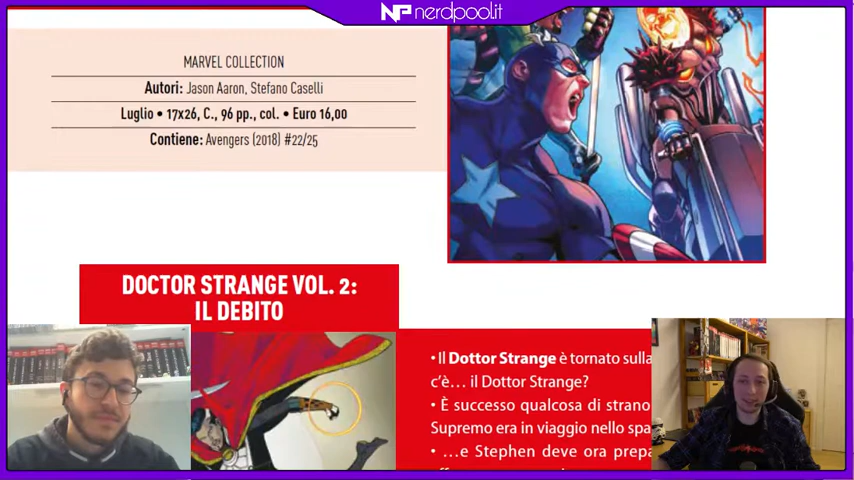 NP nerdpool.it
MARVEL COLLECTION
Autori: Jason Aaron, Stefano Caselli
Luglio • 17x26, C., 96 pp., col. • Euro 16,00
Contiene: Avengers (2018) #22/25
DOCTOR STRANGE VOL. 2:
IL DEBITO
• Il Dottor Strange è tornato sulla
c'è… il Dottor Strange?
• È successo qualcosa di strano
Supremo era in viaggio nello spa
• …e Stephen deve ora prepa